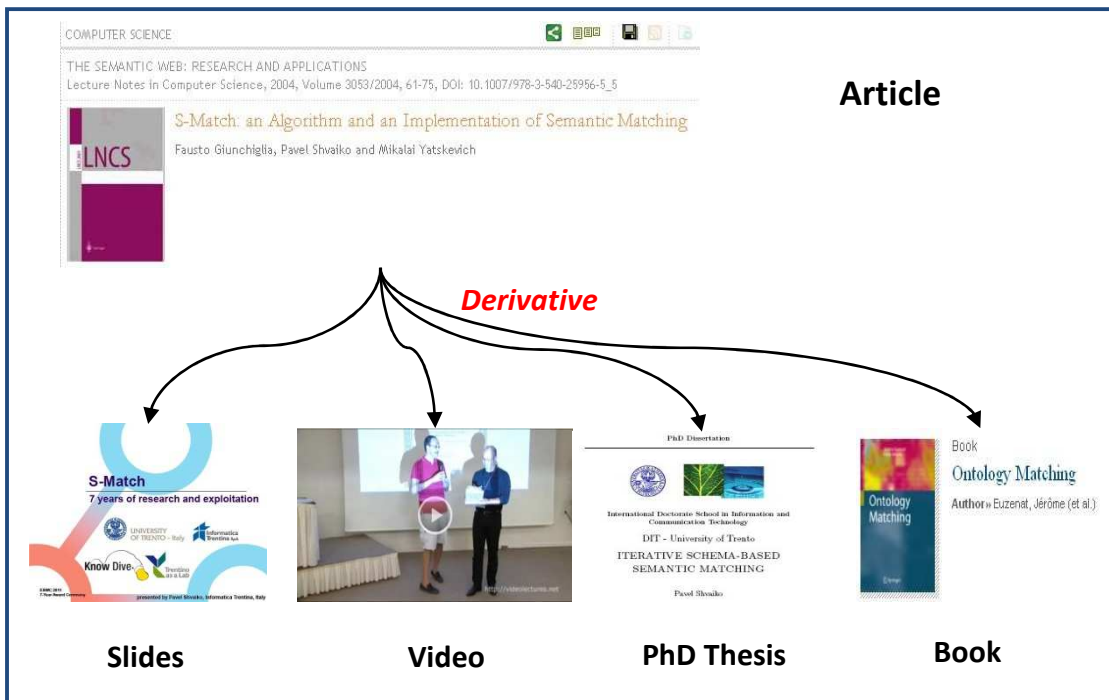 COMPUTER SCIENCE
THE SEMANTIC WEB: RESEARCH AND APPLICATIONS
Lecture Notes in Computer Science, 2004, Volume 3053/2004, 61-75, DOI: 10.1007/978-3-540-25956-5_5
Article
S-Match: an Algorithm and an Implementation of Semantic Matching
Fausto Giunchiglia, Pavel Shvaiko and Mikalai Yatskevich
LNCS
Derivative
S-Match
7 years of research and exploitation
UNIVERSITY
OF TRENTO - Italy
Informatica
Trentina S.p.A.
Know Dive
Trentino
as a Lab
presented by Pavel Shvaiko, Informatica Trentina, Italy
http://videolectures.net
PhD Dissertation
International Doctorate School in Information and
Communication Technology
DIT - University of Trento
ITERATIVE SCHEMA-BASED
SEMANTIC MATCHING
Pavel Shvaiko
Ontology
Matching
Book
Ontology Matching
Author» Euzenat, Jérôme (et al.)
Slides
Video
PhD Thesis
Book